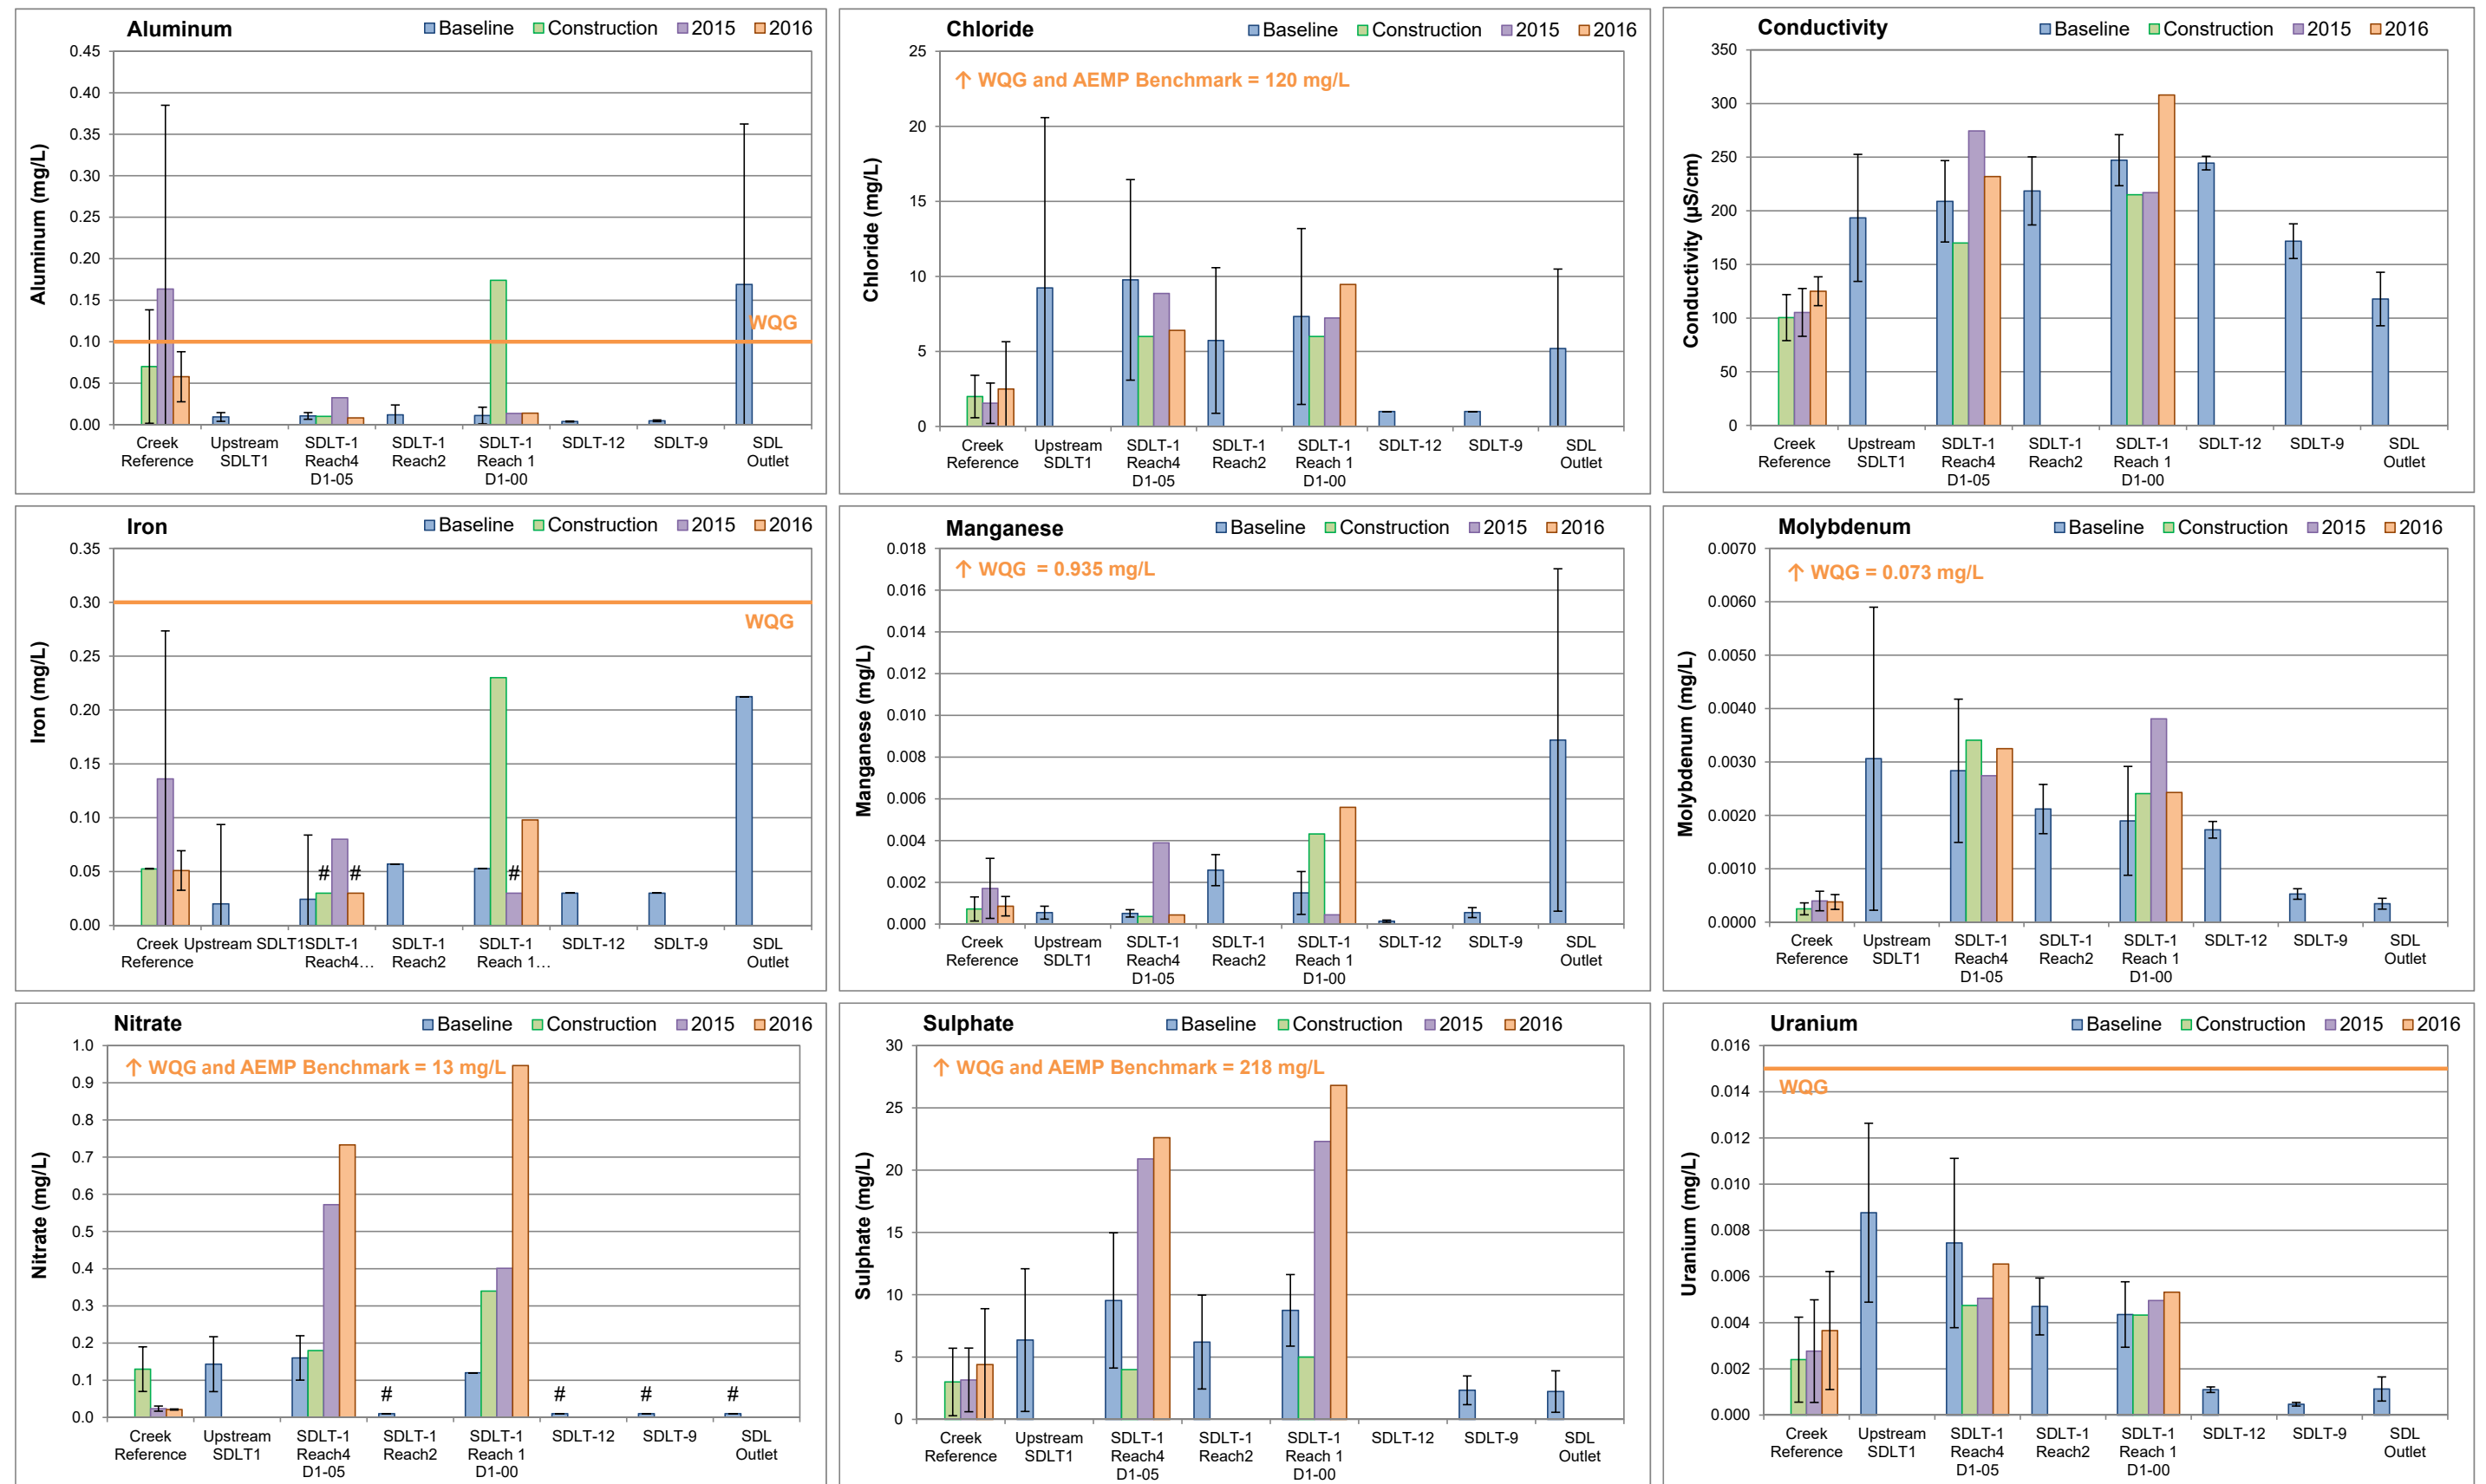 Aluminum
Baseline Construction 2015 2016
Aluminum (mg/L)
0.45
0.40
0.35
0.30
0.25
0.20
0.15
0.10
0.05
0.00
WQG
Creek Reference
Upstream SDLT1
SDLT-1 Reach4 D1-05
SDLT-1 Reach2
SDLT-1 Reach 1 D1-00
SDLT-12
SDLT-9
SDL Outlet
Chloride
Baseline Construction 2015 2016
↑ WQG and AEMP Benchmark = 120 mg/L
Chloride (mg/L)
25
20
15
10
5
0
Creek Reference
Upstream SDLT1
SDLT-1 Reach4 D1-05
SDLT-1 Reach2
SDLT-1 Reach 1 D1-00
SDLT-12
SDLT-9
SDL Outlet
Conductivity
Baseline Construction 2015 2016
Conductivity (µS/cm)
350
300
250
200
150
100
50
0
Creek Reference
Upstream SDLT1
SDLT-1 Reach4 D1-05
SDLT-1 Reach2
SDLT-1 Reach 1 D1-00
SDLT-12
SDLT-9
SDL Outlet
Iron
Baseline Construction 2015 2016
Iron (mg/L)
0.35
0.30
0.25
0.20
0.15
0.10
0.05
0.00
WQG
# # #
Creek Reference
Upstream SDLT1
SDLT-1 Reach4…
SDLT-1 Reach2
SDLT-1 Reach 1…
SDLT-12
SDLT-9
SDL Outlet
Manganese
Baseline Construction 2015 2016
↑ WQG = 0.935 mg/L
Manganese (mg/L)
0.018
0.016
0.014
0.012
0.010
0.008
0.006
0.004
0.002
0.000
Creek Reference
Upstream SDLT1
SDLT-1 Reach4 D1-05
SDLT-1 Reach2
SDLT-1 Reach 1 D1-00
SDLT-12
SDLT-9
SDL Outlet
Molybdenum
Baseline Construction 2015 2016
↑ WQG = 0.073 mg/L
Molybdenum (mg/L)
0.0070
0.0060
0.0050
0.0040
0.0030
0.0020
0.0010
0.0000
Creek Reference
Upstream SDLT1
SDLT-1 Reach4 D1-05
SDLT-1 Reach2
SDLT-1 Reach 1 D1-00
SDLT-12
SDLT-9
SDL Outlet
Nitrate
Baseline Construction 2015 2016
↑ WQG and AEMP Benchmark = 13 mg/L
Nitrate (mg/L)
1.0
0.9
0.8
0.7
0.6
0.5
0.4
0.3
0.2
0.1
0.0
# # # #
Creek Reference
Upstream SDLT1
SDLT-1 Reach4 D1-05
SDLT-1 Reach2
SDLT-1 Reach 1 D1-00
SDLT-12
SDLT-9
SDL Outlet
Sulphate
Baseline Construction 2015 2016
↑ WQG and AEMP Benchmark = 218 mg/L
Sulphate (mg/L)
30
25
20
15
10
5
0
Creek Reference
Upstream SDLT1
SDLT-1 Reach4 D1-05
SDLT-1 Reach2
SDLT-1 Reach 1 D1-00
SDLT-12
SDLT-9
SDL Outlet
Uranium
Baseline Construction 2015 2016
Uranium (mg/L)
0.016
0.014
0.012
0.010
0.008
0.006
0.004
0.002
0.000
WQG
Creek Reference
Upstream SDLT1
SDLT-1 Reach4 D1-05
SDLT-1 Reach2
SDLT-1 Reach 1 D1-00
SDLT-12
SDLT-9
SDL Outlet